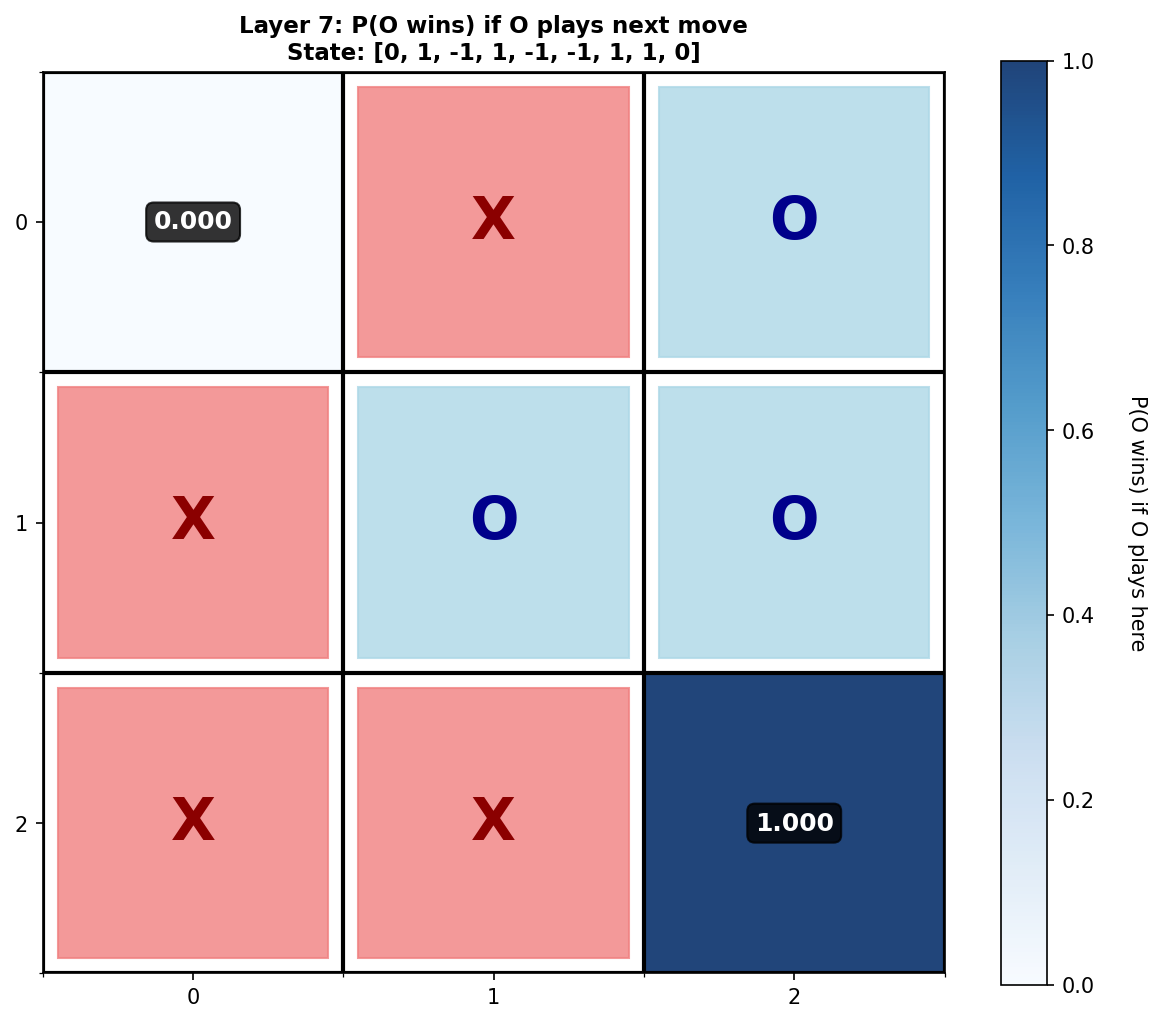 Layer 7: P(O wins) if O plays next move
State: [0, 1, -1, 1, -1, -1, 1, 1, 0]
0 0.000 X O
1 X O O
2 X X 1.000
0 1 2
1.0
0.8
0.6
0.4
0.2
0.0
P(O wins) if O plays here